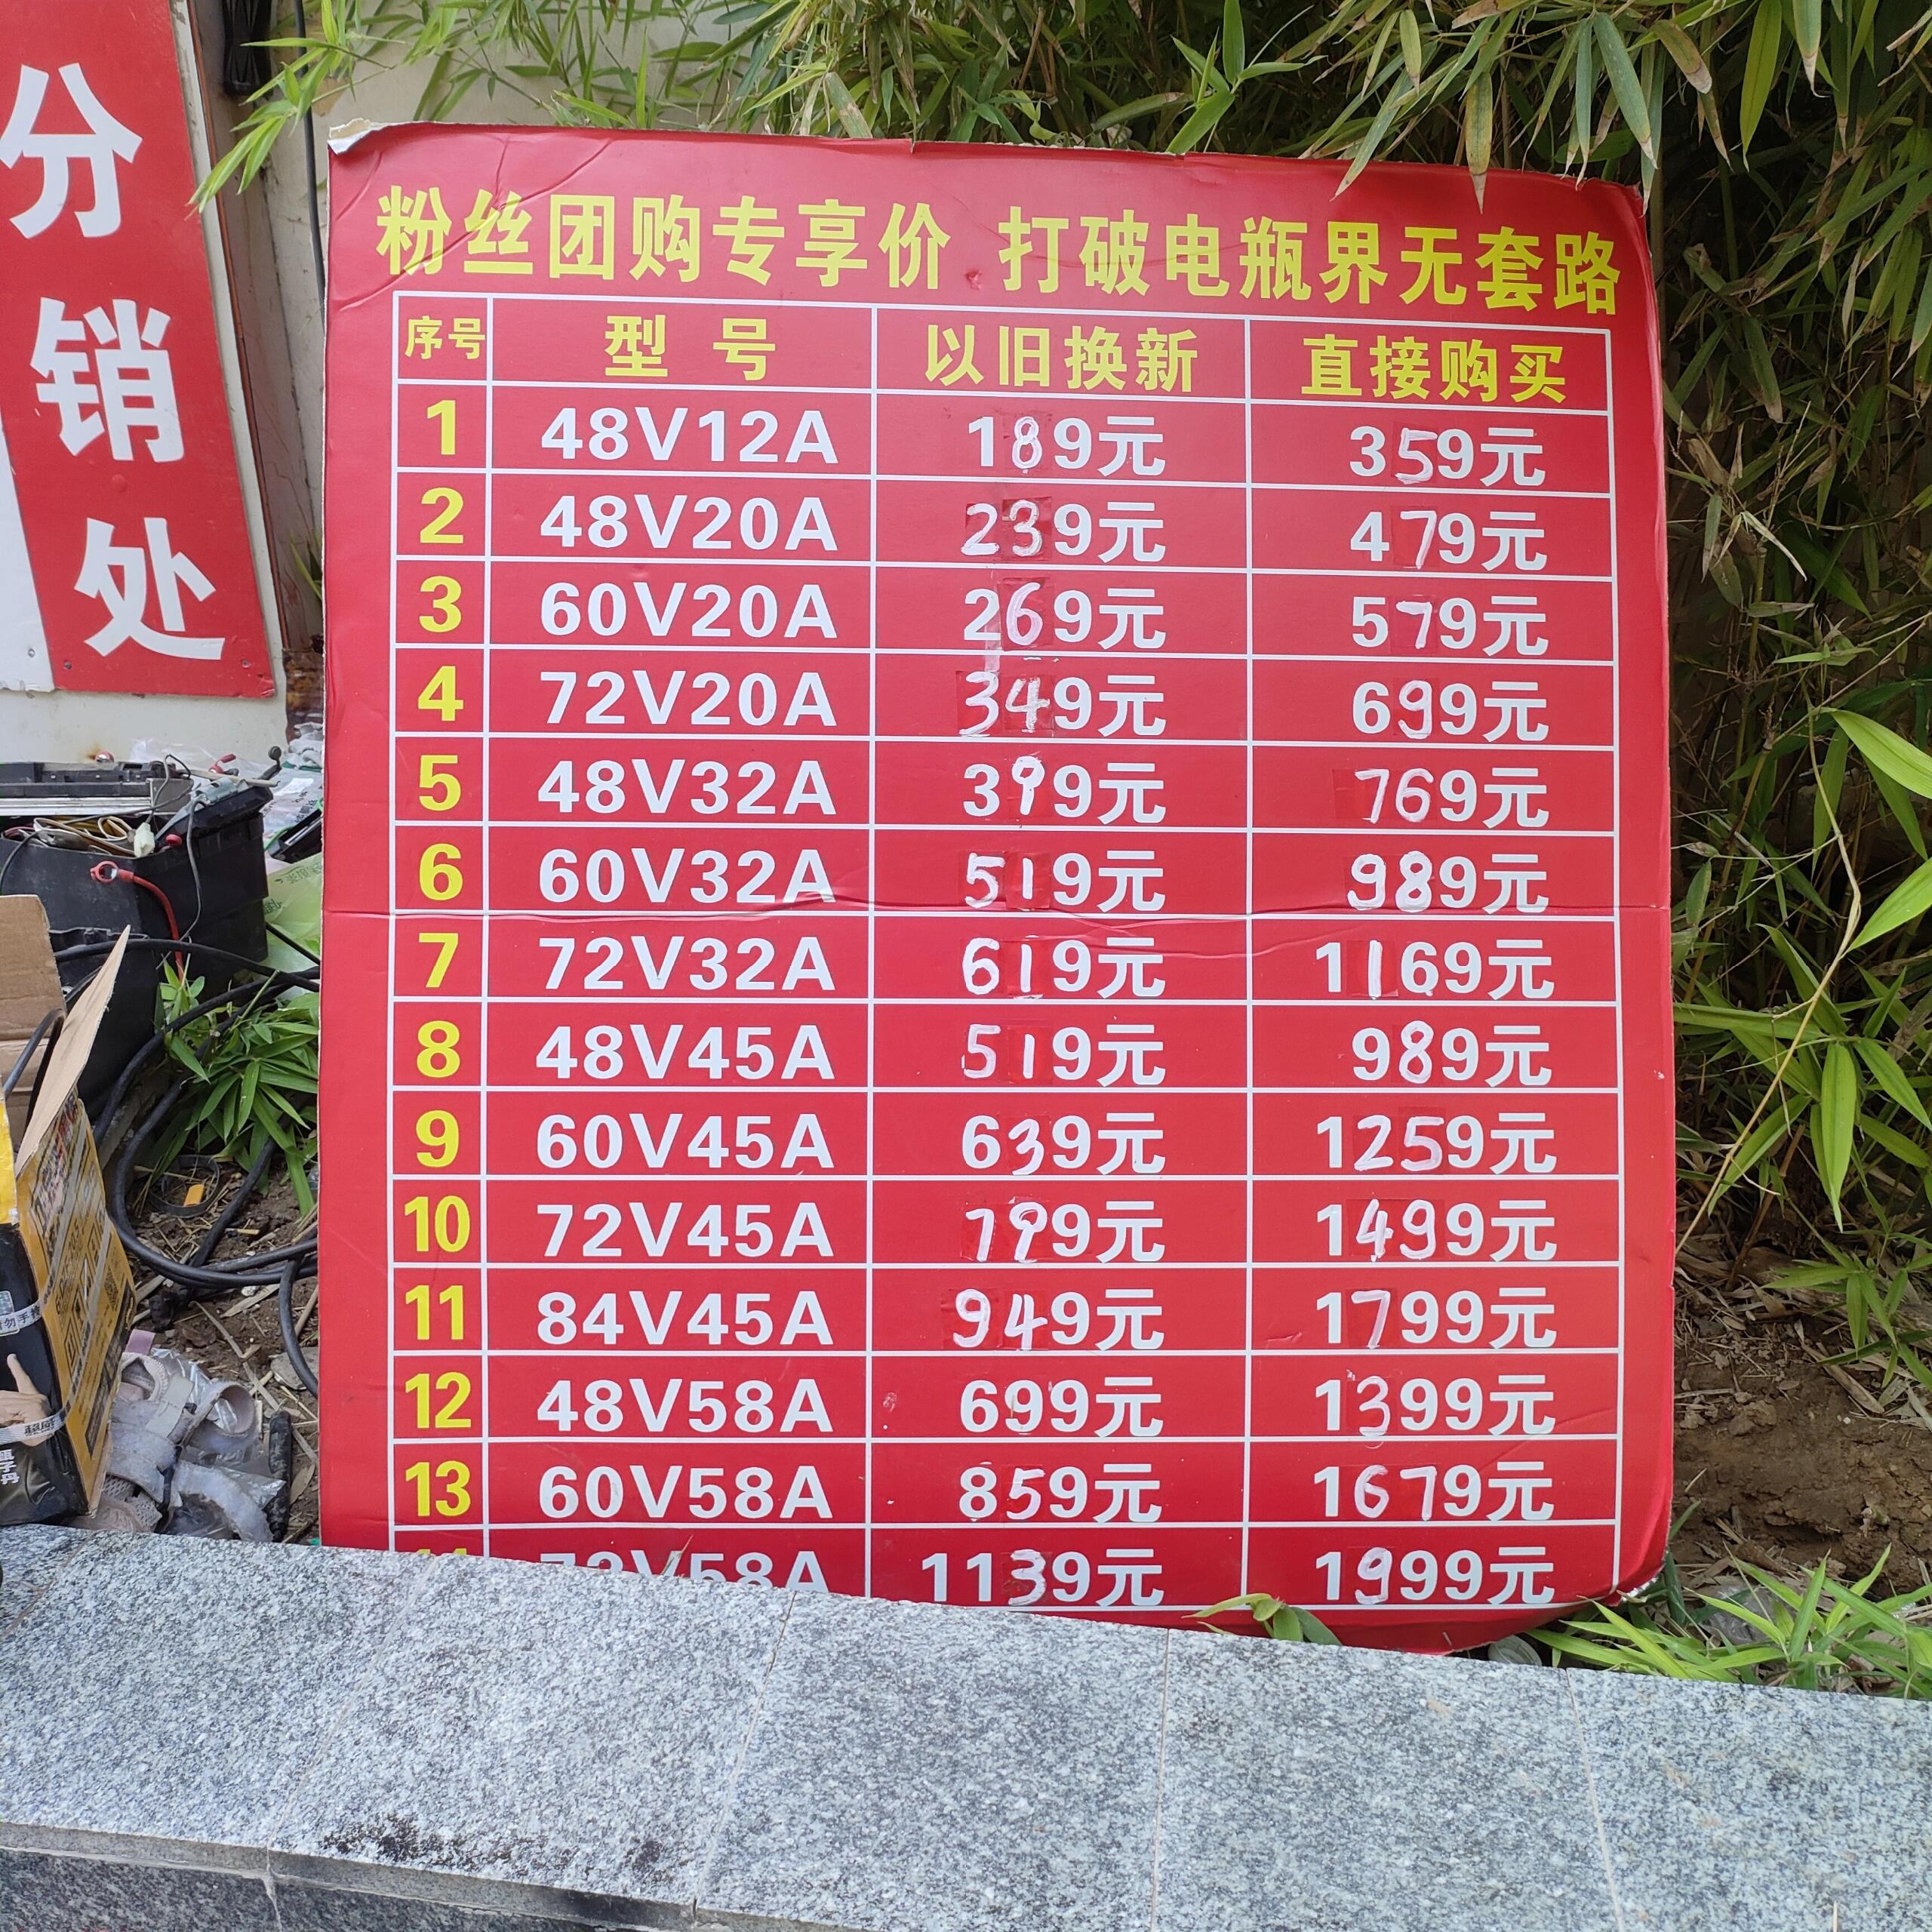 分销处
粉丝团购专享价 打破电瓶界无套路
序号 型号 以旧换新 直接购买
1 48V12A 189元 359元
2 48V20A 239元 479元
3 60V20A 269元 579元
4 72V20A 349元 699元
5 48V32A 399元 769元
6 60V32A 519元 989元
7 72V32A 619元 1169元
8 48V45A 519元 989元
9 60V45A 639元 1259元
10 72V45A 799元 1499元
11 84V45A 949元 1799元
12 48V58A 699元 1399元
13 60V58A 859元 1679元
14 72V58A 1139元 1999元